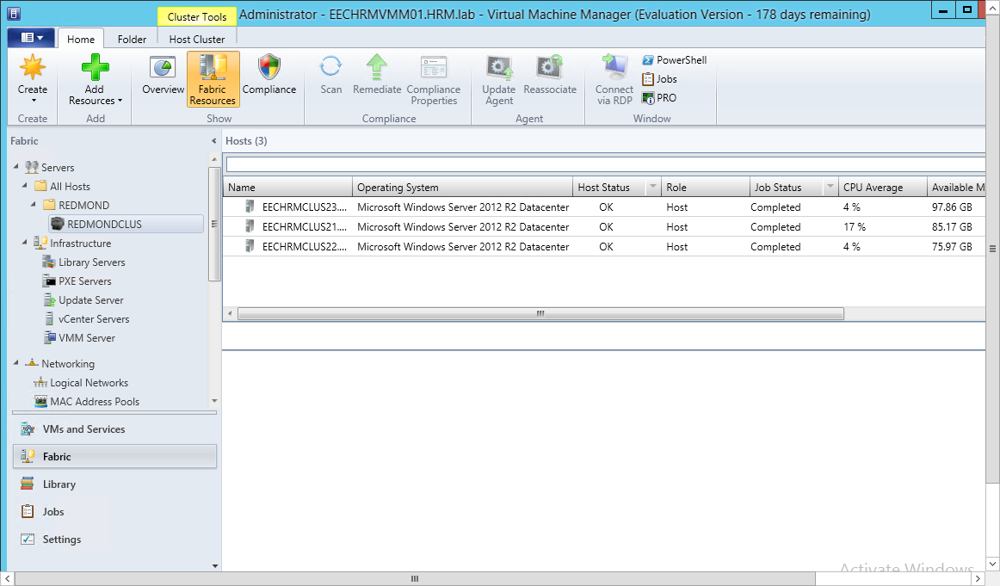 Cluster Tools
Administrator - EECHRMVMM01.HRM.lab - Virtual Machine Manager (Evaluation Version - 178 days remaining)
Home Folder Host Cluster
Create
Add Resources
Overview
Fabric Resources
Compliance
Scan
Remediate
Compliance Properties
Update Agent
Reassociate
Connect via RDP
PowerShell
Jobs
PRO
Create Add Show Compliance Agent Window
Fabric
Servers
All Hosts
REDMOND
REDMONDCLUS
Infrastructure
Library Servers
PXE Servers
Update Server
vCenter Servers
VMM Server
Networking
Logical Networks
MAC Address Pools
VMs and Services
Fabric
Library
Jobs
Settings
Hosts (3)
Name Operating System Host Status Role Job Status CPU Average Available M
EECHRMCLUS23.... Microsoft Windows Server 2012 R2 Datacenter OK Host Completed 4 % 97.86 GB
EECHRMCLUS21.... Microsoft Windows Server 2012 R2 Datacenter OK Host Completed 17 % 85.17 GB
EECHRMCLUS22.... Microsoft Windows Server 2012 R2 Datacenter OK Host Completed 4 % 75.97 GB
Activate Windows